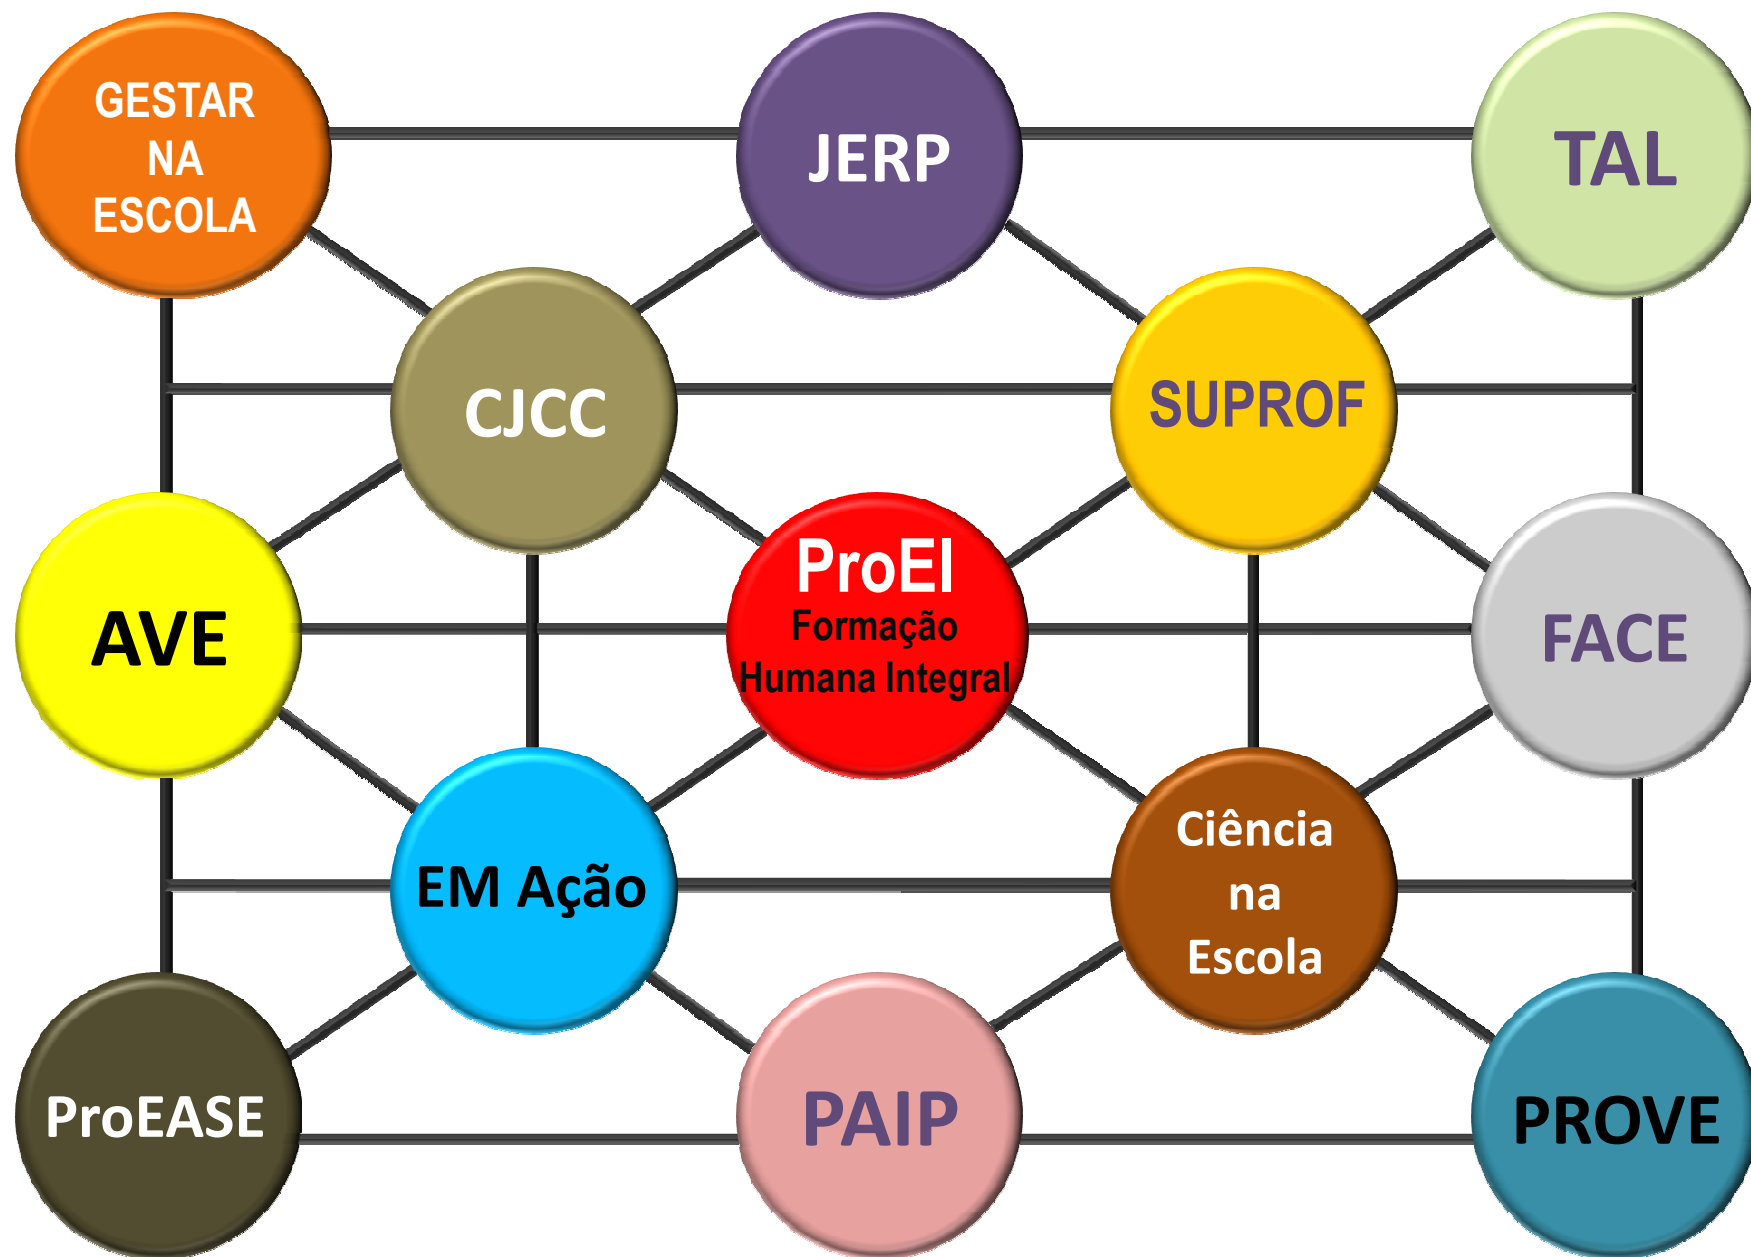 GESTAR
NA
ESCOLA
JERP
TAL
CJCC
SUPROF
AVE
ProEI
Formação
Humana Integral
FACE
EM Ação
Ciência
na
Escola
ProEASE
PAIP
PROVE